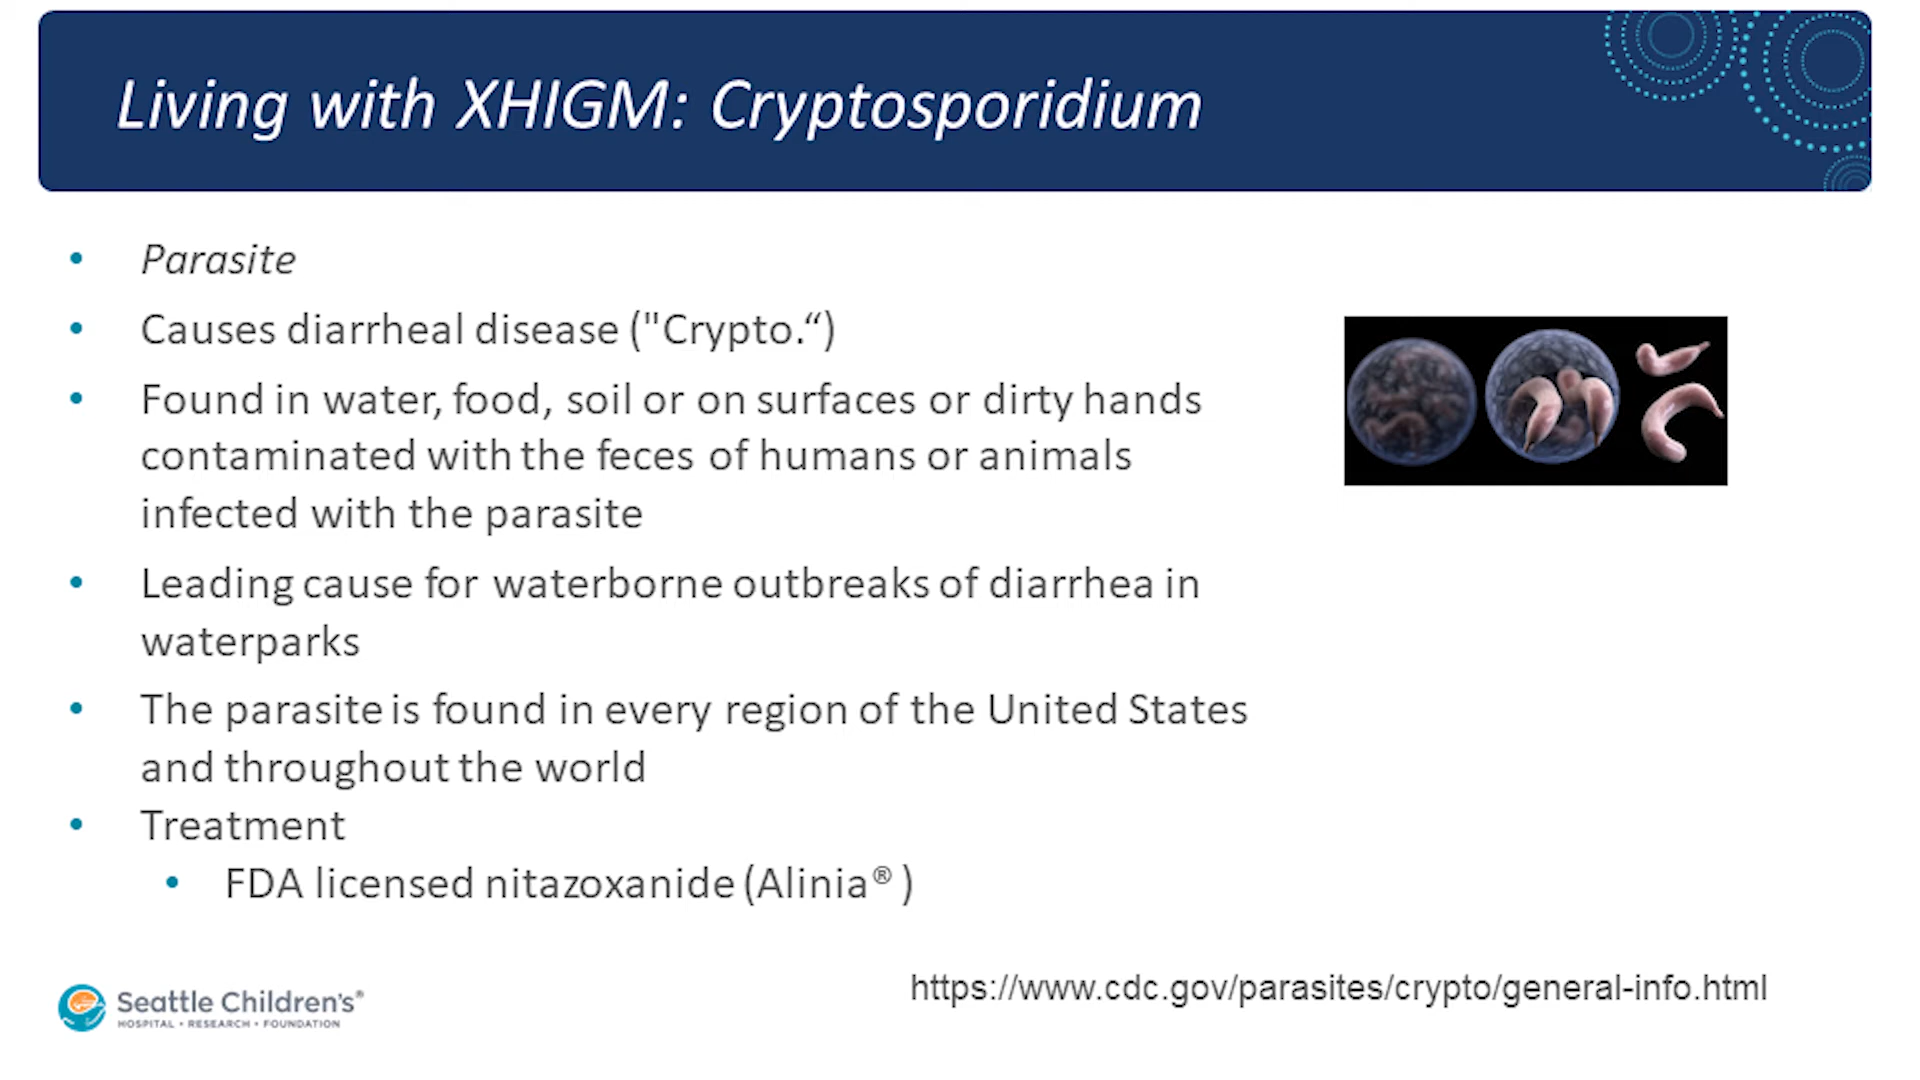 Living with XHIGM: Cryptosporidium
• Parasite
• Causes diarrheal disease ("Crypto.“)
• Found in water, food, soil or on surfaces or dirty hands
contaminated with the feces of humans or animals
infected with the parasite
• Leading cause for waterborne outbreaks of diarrhea in
waterparks
• The parasite is found in every region of the United States
and throughout the world
• Treatment
• FDA licensed nitazoxanide (Alinia® )
https://www.cdc.gov/parasites/crypto/general-info.html
Seattle Children's®
HOSPITAL • RESEARCH • FOUNDATION